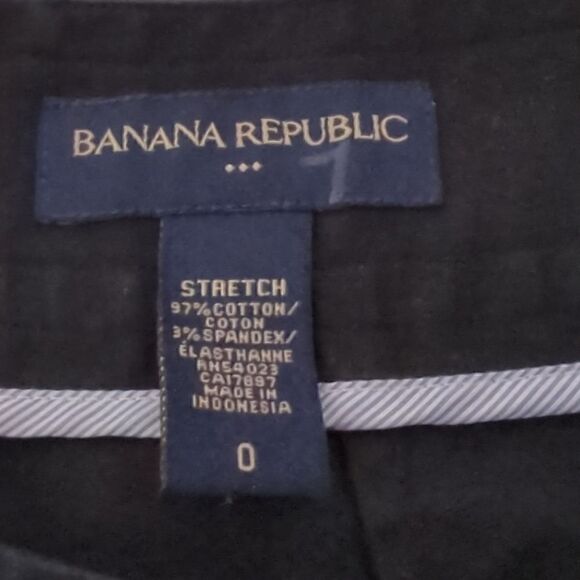 BANANA REPUBLIC
STRETCH
97% COTTON/
COTON
3% SPANDEX/
ÉLASTHANNE
RN54023
CA17897
MADE IN
INDONESIA
0